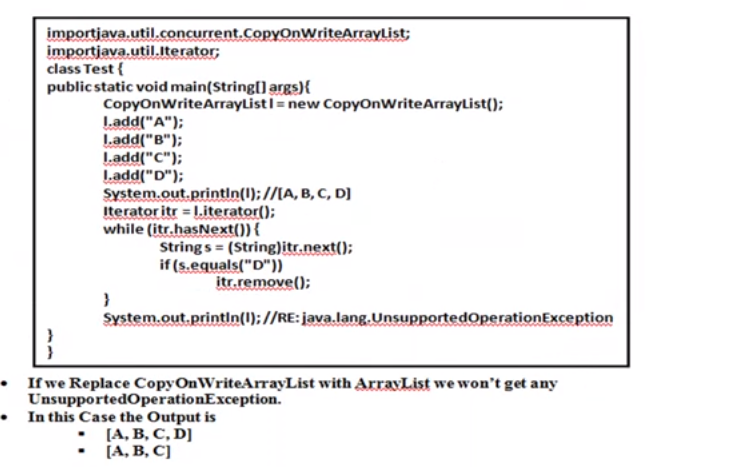 importjava.util.concurrent.CopyOnWriteArrayList;
importjava.util.Iterator;
class Test {
public static void main(String[] args){
CopyOnWriteArrayList l = new CopyOnWriteArrayList();
l.add("A");
l.add("B");
l.add("C");
l.add("D");
System.out.println(l);//[A, B, C, D]
Iterator itr = l.iterator();
while (itr.hasNext()) {
String s = (String)itr.next();
if (s.equals("D"))
itr.remove();
}
System.out.println(l);//RE: java.lang.UnsupportedOperationException
}
}
• If we Replace CopyOnWriteArrayList with ArrayList we won't get any
UnsupportedOperationException.
• In this Case the Output is
▪ [A, B, C, D]
▪ [A, B, C]